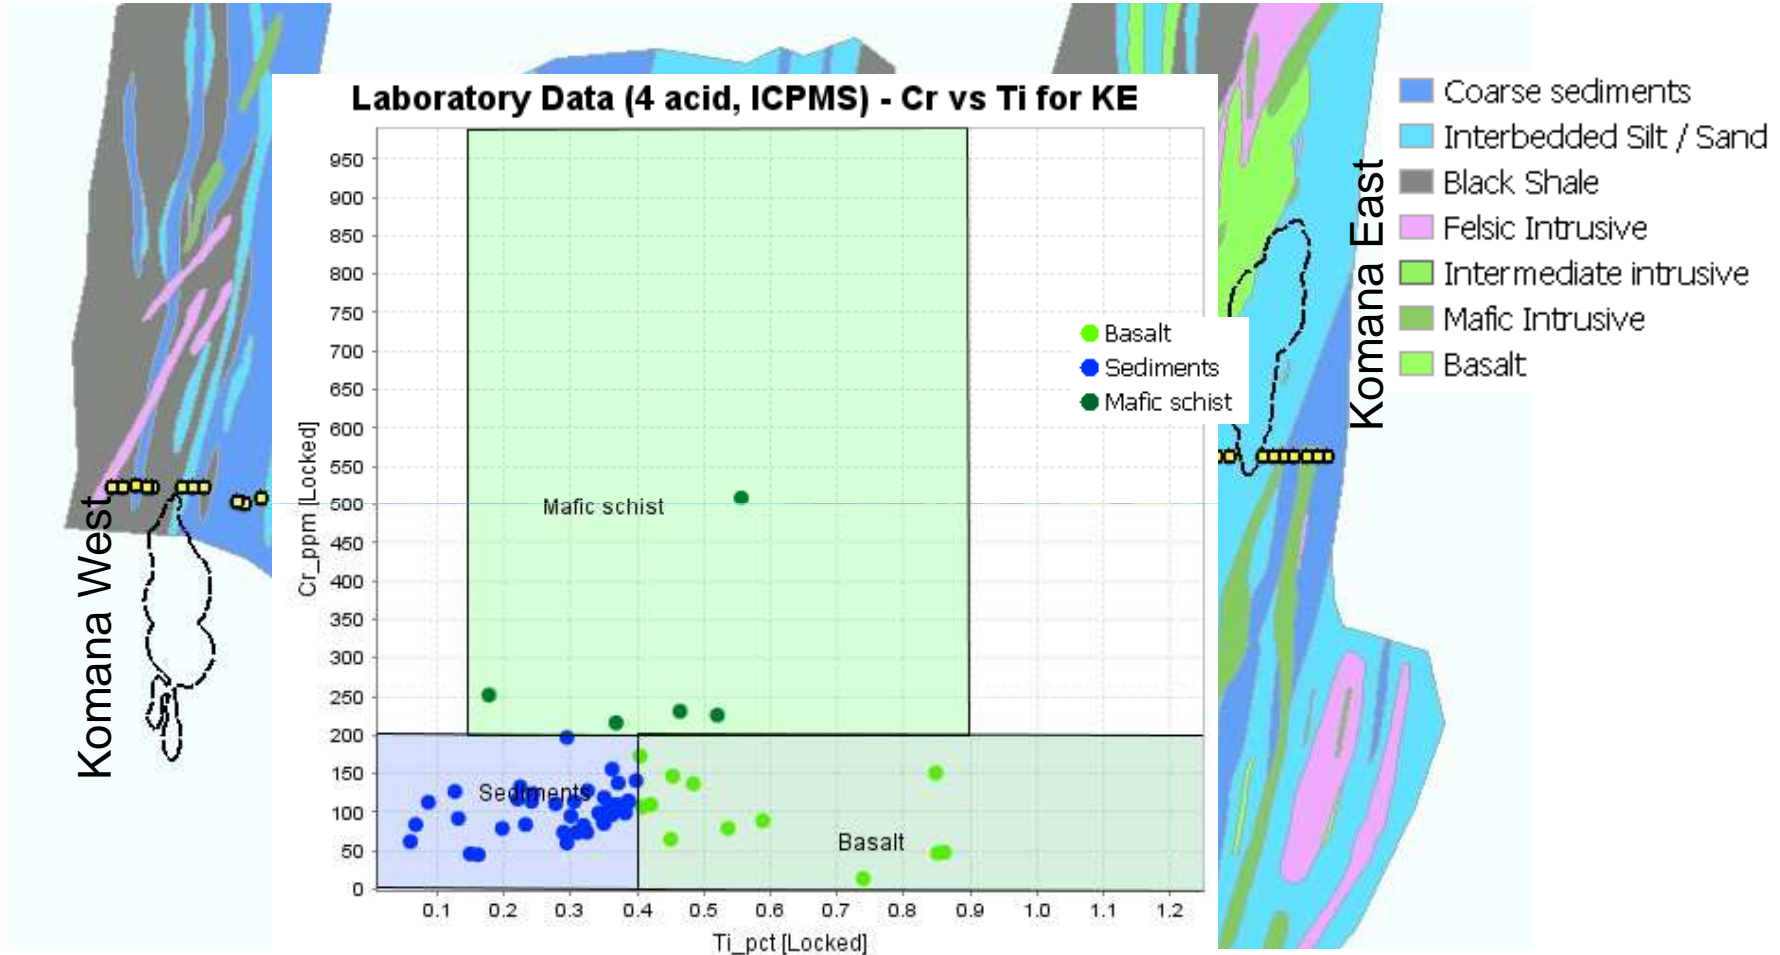 Laboratory Data (4 acid, ICPMS) - Cr vs Ti for KE
Cr_ppm [Locked]
950
900
850
800
750
700
650
600
550
500
450
400
350
300
250
200
150
100
50
0
0.1 0.2 0.3 0.4 0.5 0.6 0.7 0.8 0.9 1.0 1.1 1.2
Ti_pct [Locked]
Mafic schist
Sediments
Basalt
Basalt
Sediments
Mafic schist
Komana West
Komana East
Coarse sediments
Interbedded Silt / Sand
Black Shale
Felsic Intrusive
Intermediate intrusive
Mafic Intrusive
Basalt